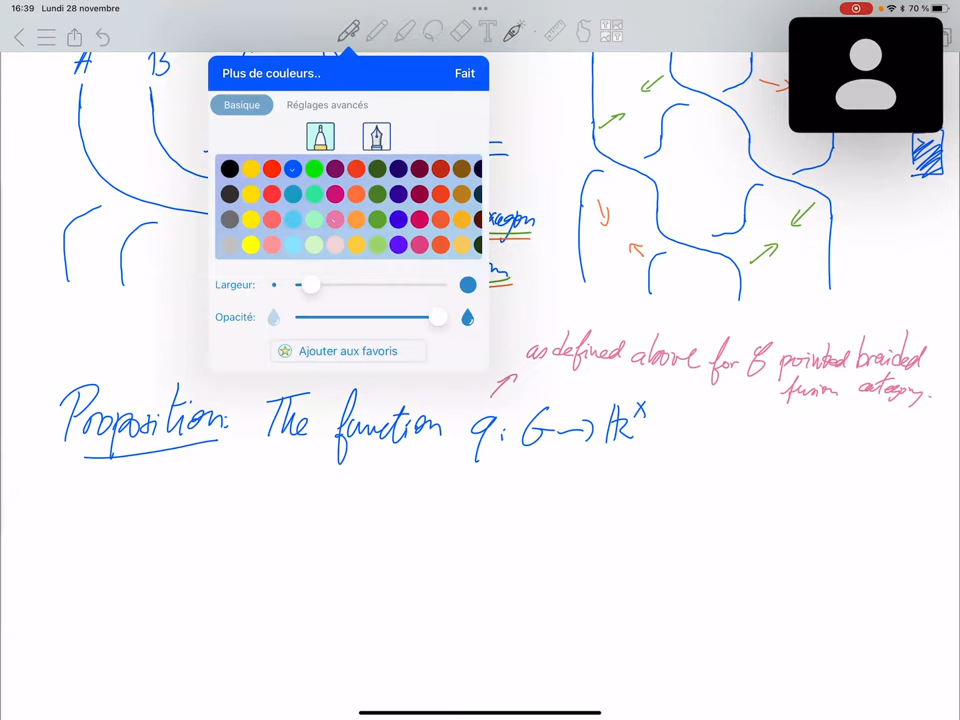 16:39 Lundi 28 novembre
70 %
A B
Plus de couleurs.. Fait
Basique Réglages avancés
Largeur:
Opacité:
Ajouter aux favoris
as defined above for 𝒞 pointed braided
fusion category.
Proposition: The function q: G → k^x